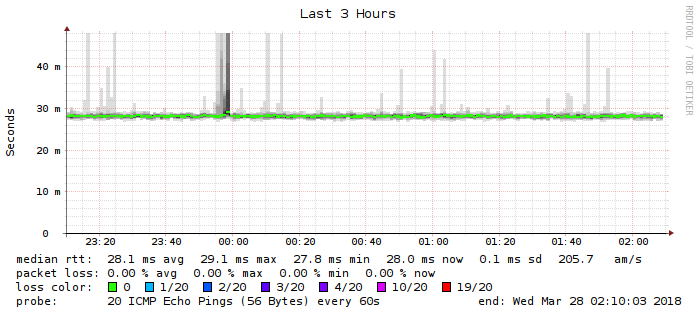 Last 3 Hours
RRDTOOL / TOBI OETIKER
Seconds
40 m
30 m
20 m
10 m
0
23:20 23:40 00:00 00:20 00:40 01:00 01:20 01:40 02:00
median rtt: 28.1 ms avg 29.1 ms max 27.8 ms min 28.0 ms now 0.1 ms sd 205.7 am/s
packet loss: 0.00 % avg 0.00 % max 0.00 % min 0.00 % now
loss color: 0 1/20 2/20 3/20 4/20 10/20 19/20
probe: 20 ICMP Echo Pings (56 Bytes) every 60s end: Wed Mar 28 02:10:03 2018